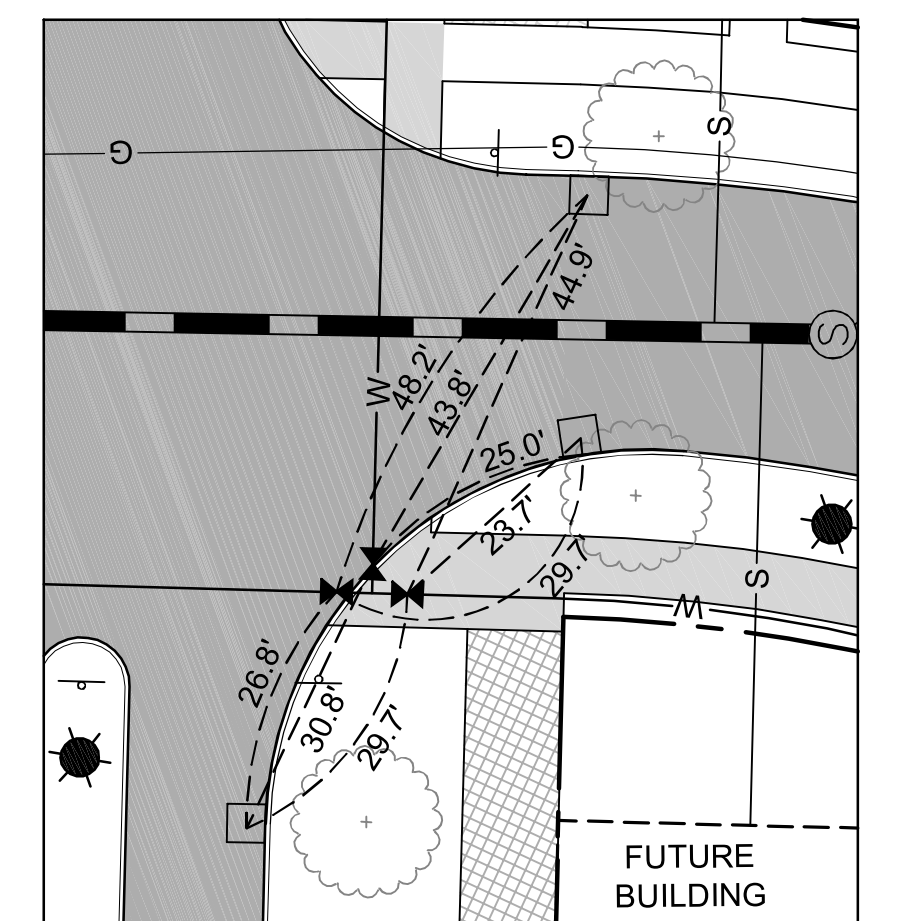 G
G
S
44.9'
S
W
48.2'
43.8'
25.0'
23.7'
29.7'
S
W
26.8'
30.8'
29.7'
FUTURE
BUILDING